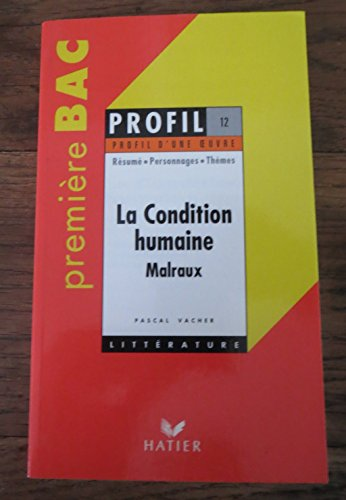 première BAC
PROFIL 12
PROFIL D'UNE ŒUVRE
Résumé • Personnages • Thèmes
La Condition
humaine
Malraux
PASCAL VACHER
LITTÉRATURE
HATIER